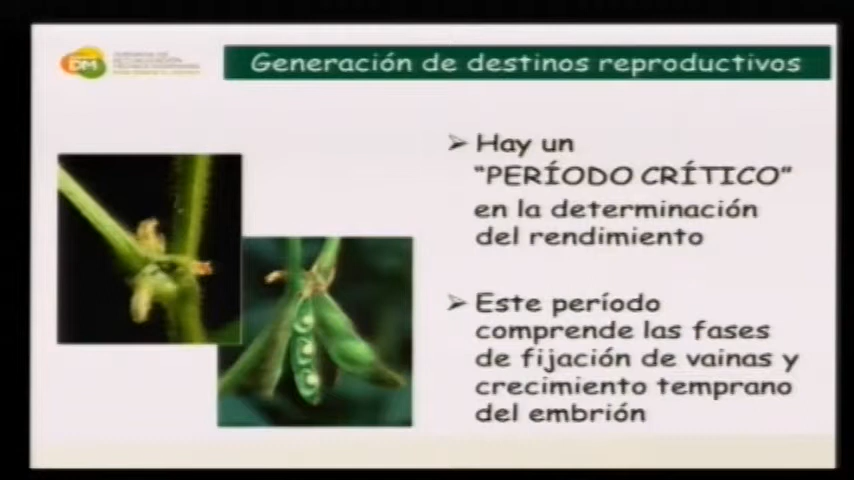 DM
Generación de destinos reproductivos
Hay un
“PERÍODO CRÍTICO”
en la determinación
del rendimiento
Este período
comprende las fases
de fijación de vainas y
crecimiento temprano
del embrión